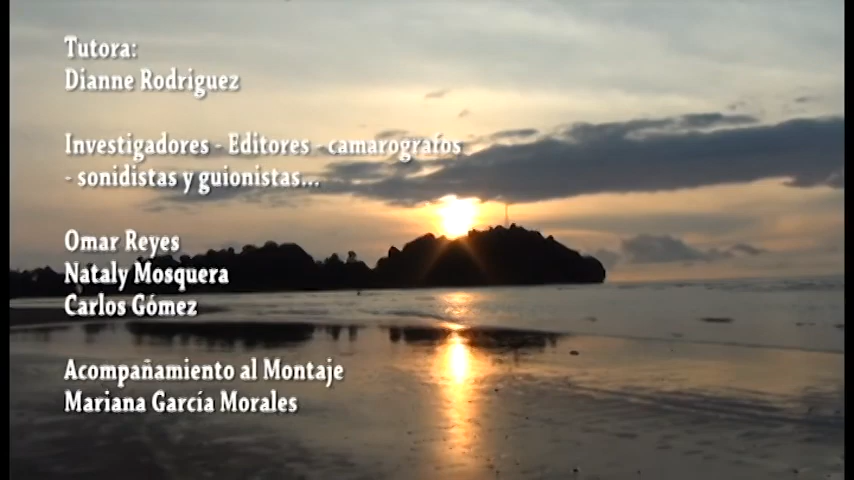 Tutora:
Dianne Rodriguez
Investigadores - Editores - camarografos
- sonidistas y guionistas...
Omar Reyes
Nataly Mosquera
Carlos Gómez
Acompañamiento al Montaje
Mariana García Morales